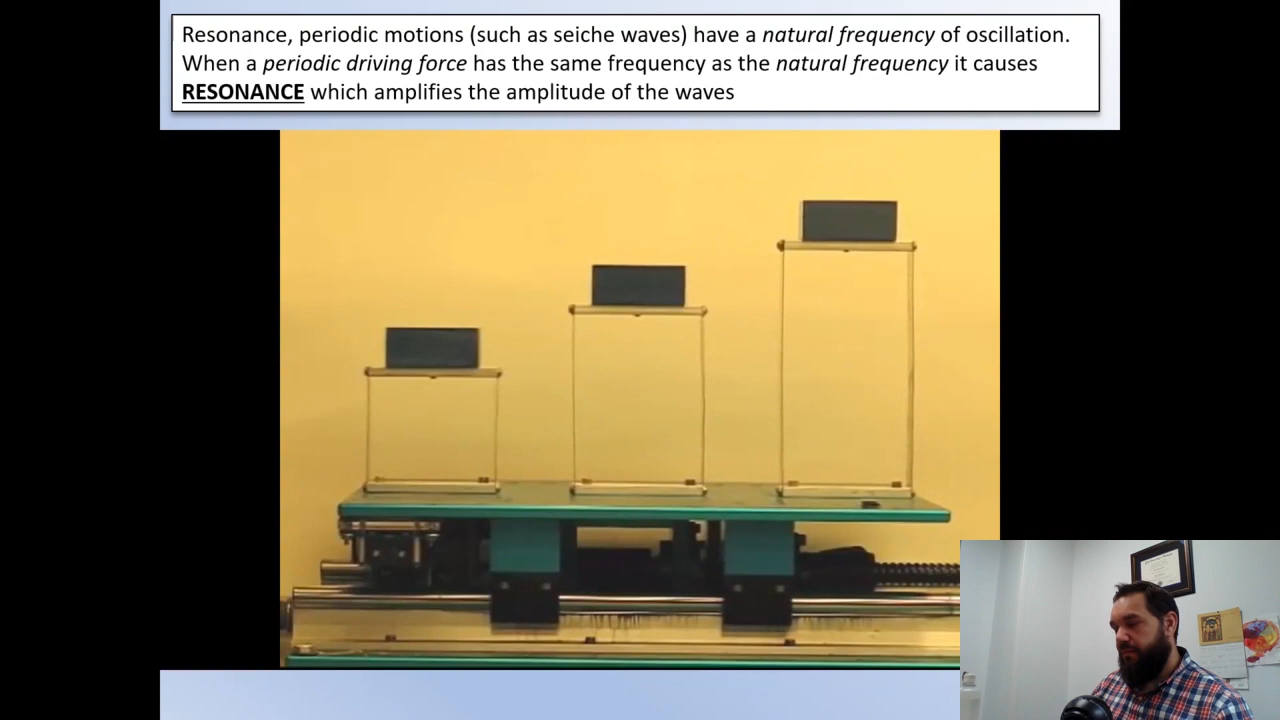 Resonance, periodic motions (such as seiche waves) have a natural frequency of oscillation.
When a periodic driving force has the same frequency as the natural frequency it causes
RESONANCE which amplifies the amplitude of the waves